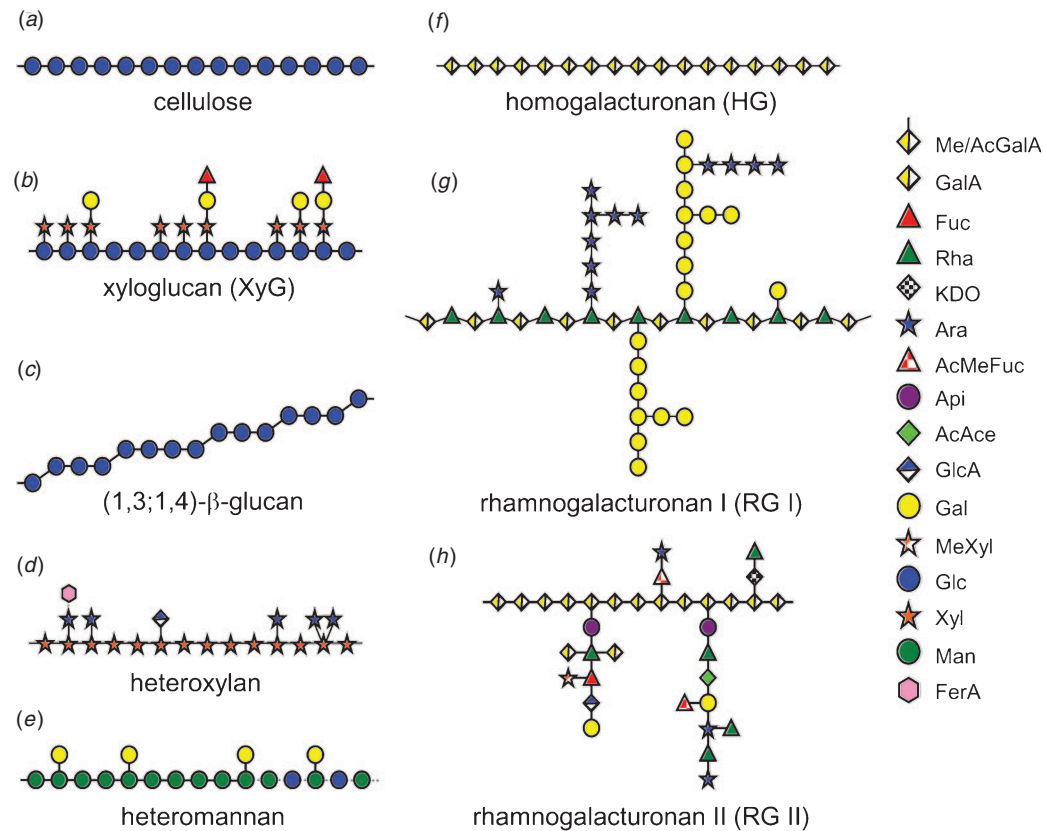 (a)
cellulose
(b)
xyloglucan (XyG)
(c)
(1,3;1,4)-β-glucan
(d)
heteroxylan
(e)
heteromannan
(f)
homogalacturonan (HG)
(g)
rhamnogalacturonan I (RG I)
(h)
rhamnogalacturonan II (RG II)
Me/AcGalA
GalA
Fuc
Rha
KDO
Ara
AcMeFuc
Api
AcAce
GlcA
Gal
MeXyl
Glc
Xyl
Man
FerA